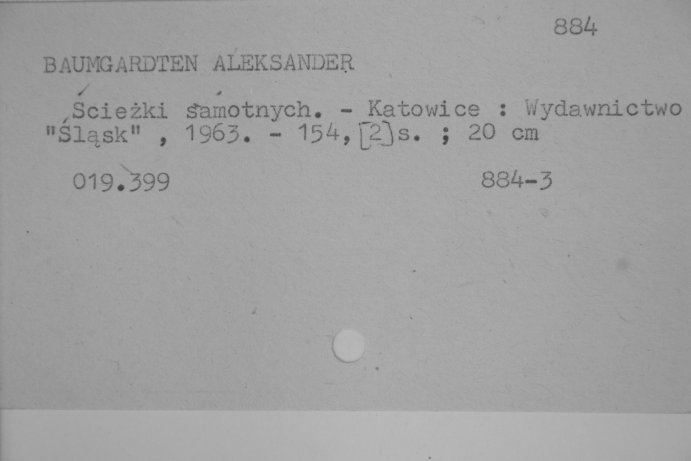 884
BAUMGARDTEN ALEKSANDER
Ścieżki samotnych. - Katowice : Wydawnictwo
"Śląsk" , 1963. - 154, [2]s. ; 20 cm
019.399
884-3